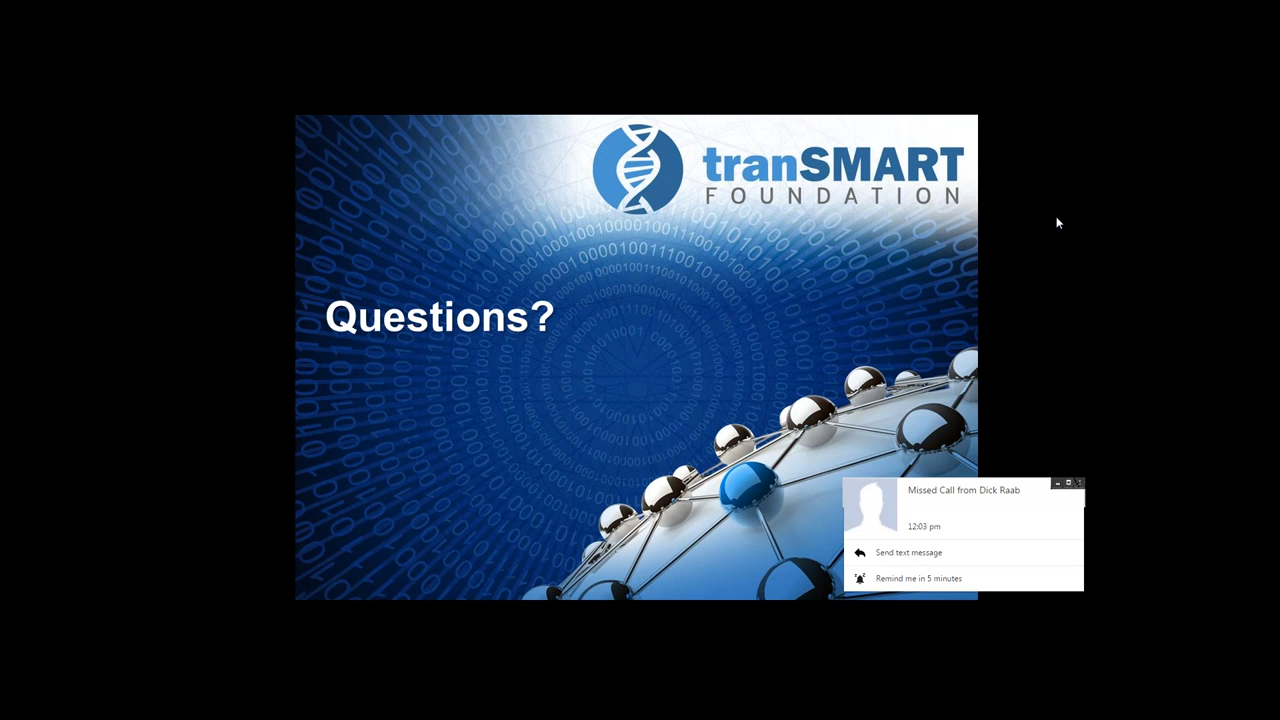 tranSMART
FOUNDATION
Questions?
Missed Call from Dick Raab
12:03 pm
Send text message
Remind me in 5 minutes